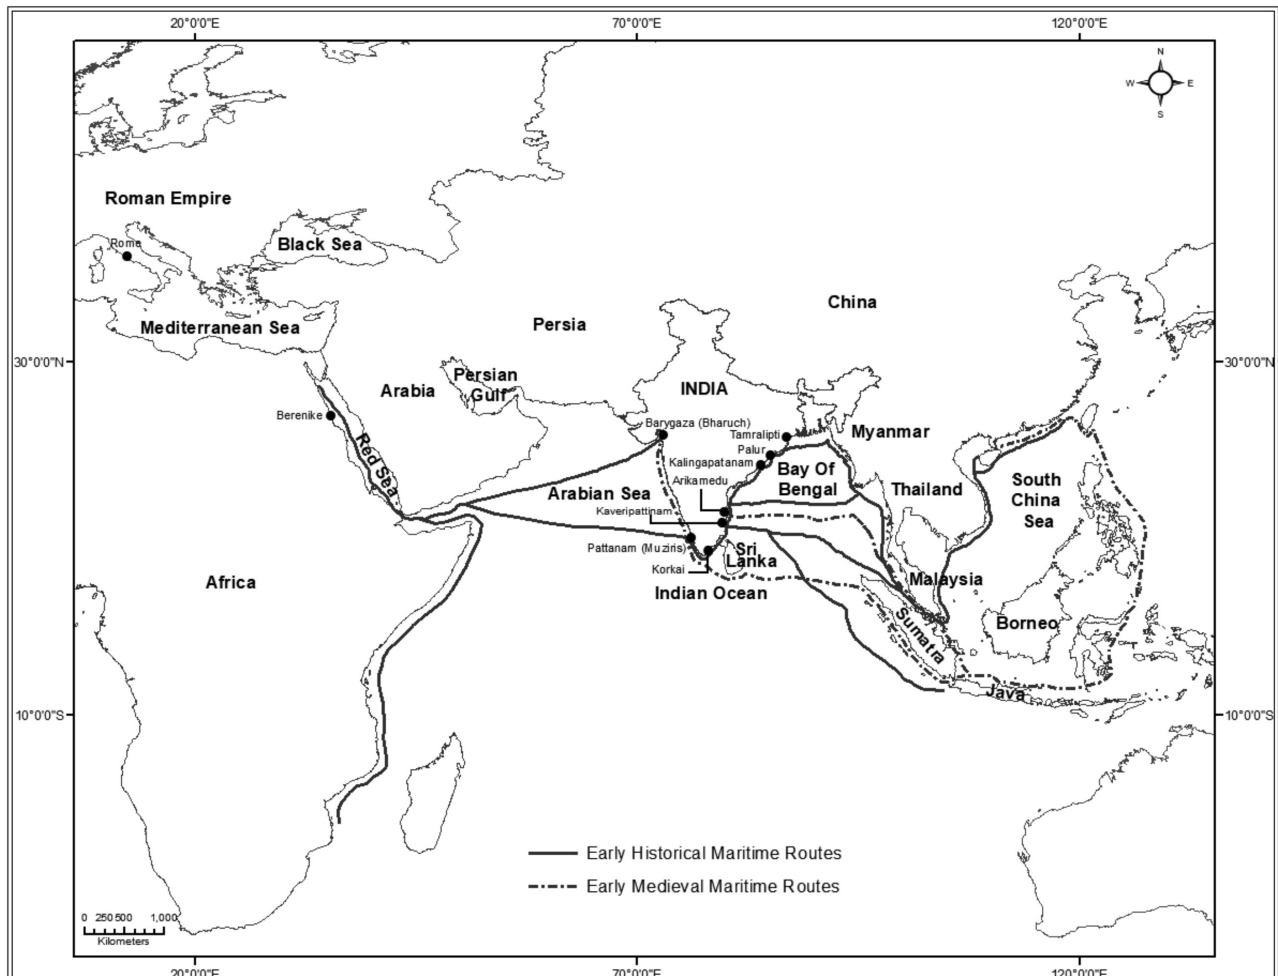 20°0'0"E
70°0'0"E
120°0'0"E
N
W
E
S
Roman Empire
Rome
Black Sea
China
Mediterranean Sea
Persia
30°0'0"N
30°0'0"N
Persian
Gulf
Arabia
INDIA
Berenike
Barygaza (Bharuch)
Tamralipti
Myanmar
Palur
Red Sea
Kalingapatanam
Bay Of
Bengal
Arikamedu
Thailand
South
China
Sea
Arabian Sea
Kaveripattinam
Pattanam (Muziris)
Sri
Lanka
Korkai
Africa
Malaysia
Indian Ocean
Sumatra
Borneo
Java
10°0'0"S
10°0'0"S
Early Historical Maritime Routes
Early Medieval Maritime Routes
0 250 500 1,000
Kilometers
20°0'0"E
70°0'0"E
120°0'0"E